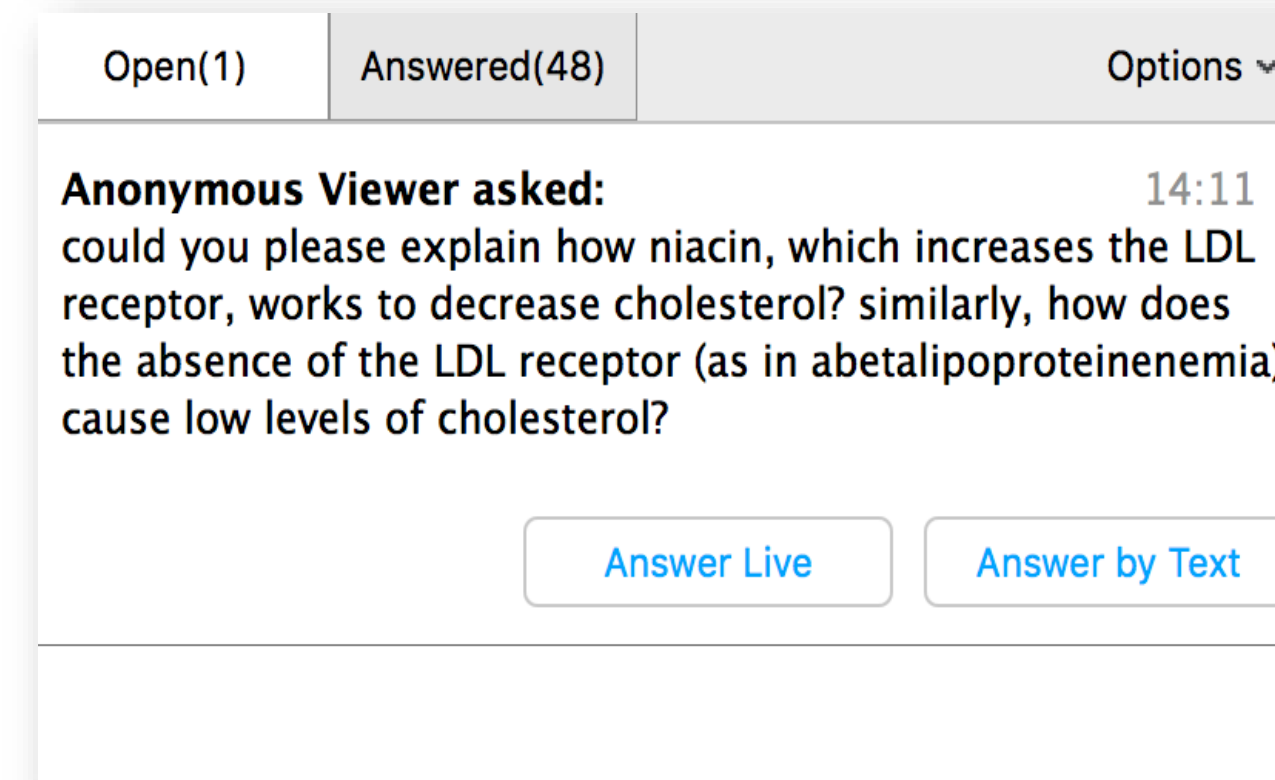 Open(1) Answered(48) Options
Anonymous Viewer asked: 14:11
could you please explain how niacin, which increases the LDL
receptor, works to decrease cholesterol? similarly, how does
the absence of the LDL receptor (as in abetalipoproteinenemia)
cause low levels of cholesterol?
Answer Live Answer by Text